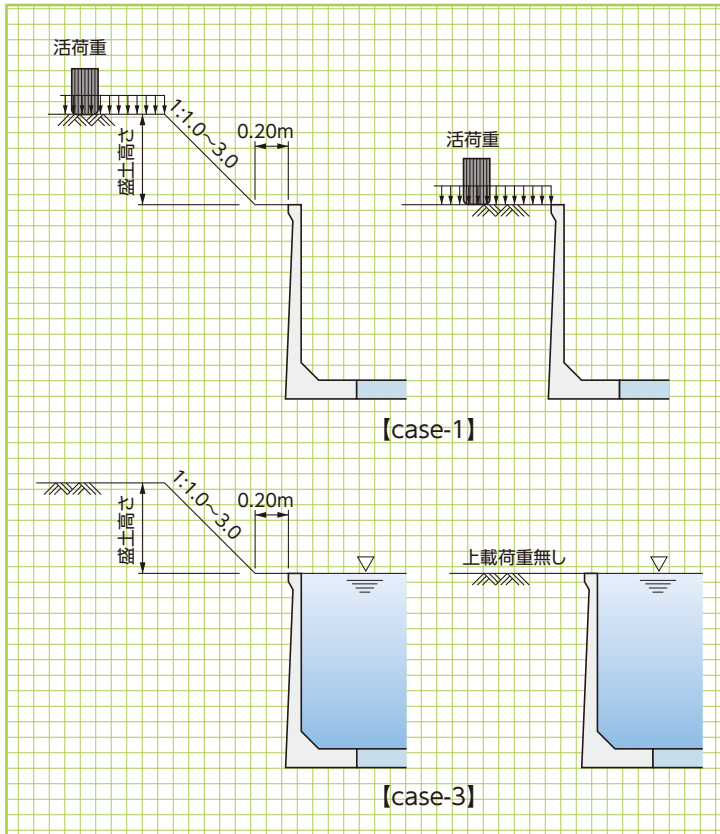 活荷重
1:1.0～3.0
0.20m
盛土高さ
活荷重
【case-1】
1:1.0～3.0
0.20m
盛土高さ
上載荷重無し
【case-3】